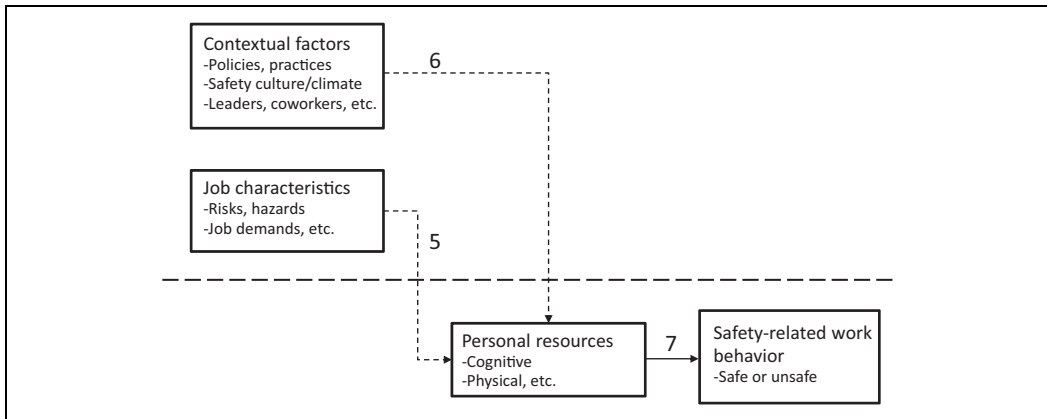 Contextual factors
-Policies, practices
-Safety culture/climate
-Leaders, coworkers, etc.
6
Job characteristics
-Risks, hazards
-Job demands, etc.
5
Personal resources
-Cognitive
-Physical, etc.
7
Safety-related work
behavior
-Safe or unsafe